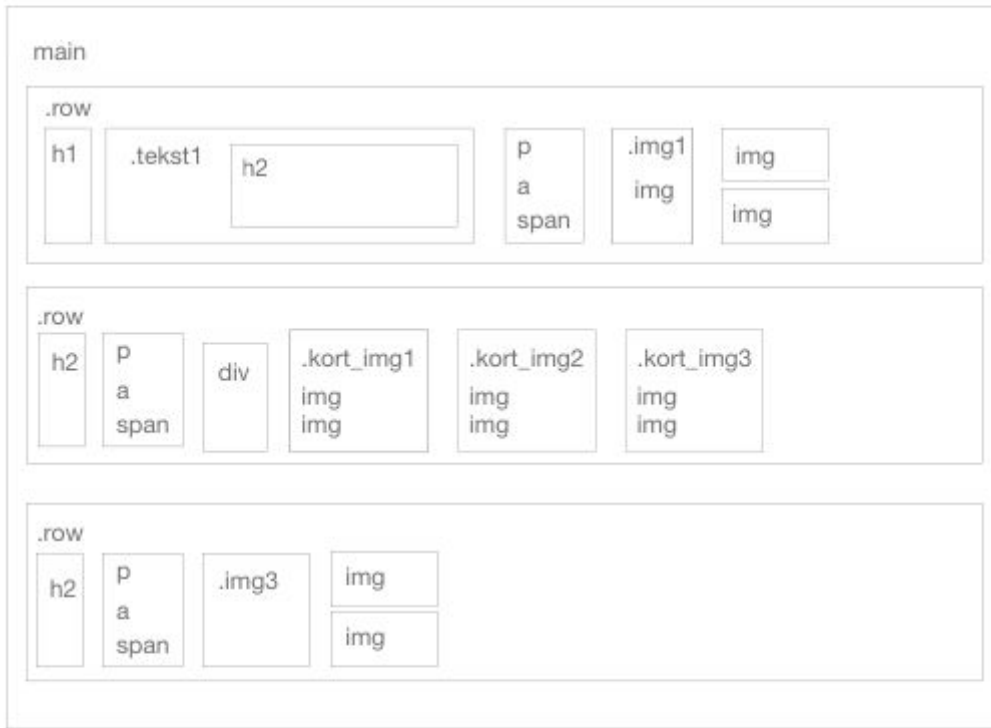 main
.row
h1
.tekst1
h2
p
a
span
.img1
img
img
img
.row
h2
p
a
span
div
.kort_img1
img
img
.kort_img2
img
img
.kort_img3
img
img
.row
h2
p
a
span
.img3
img
img